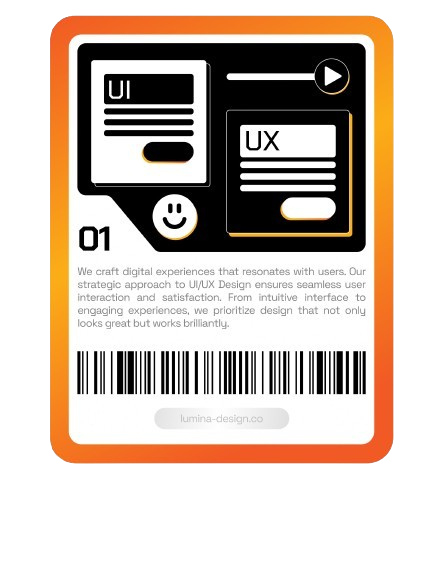 UI
UX
01
We craft digital experiences that resonates with users. Our
strategic approach to UI/UX Design ensures seamless user
interaction and satisfaction. From intuitive interface to
engaging experiences, we prioritize design that not only
looks great but works brilliantly.
lumina-design.co